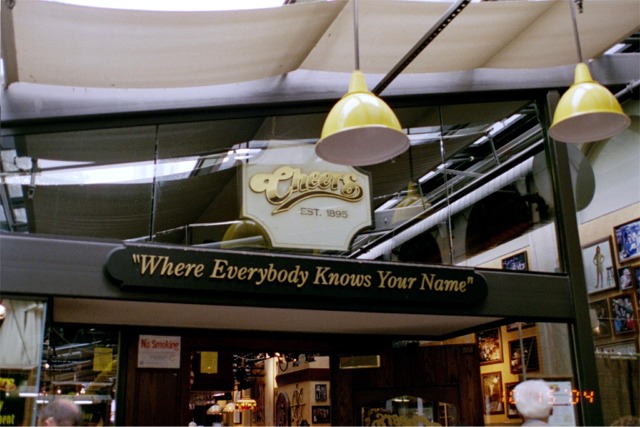 Cheers
EST. 1895
"Where Everybody Knows Your Name"
No Smoking